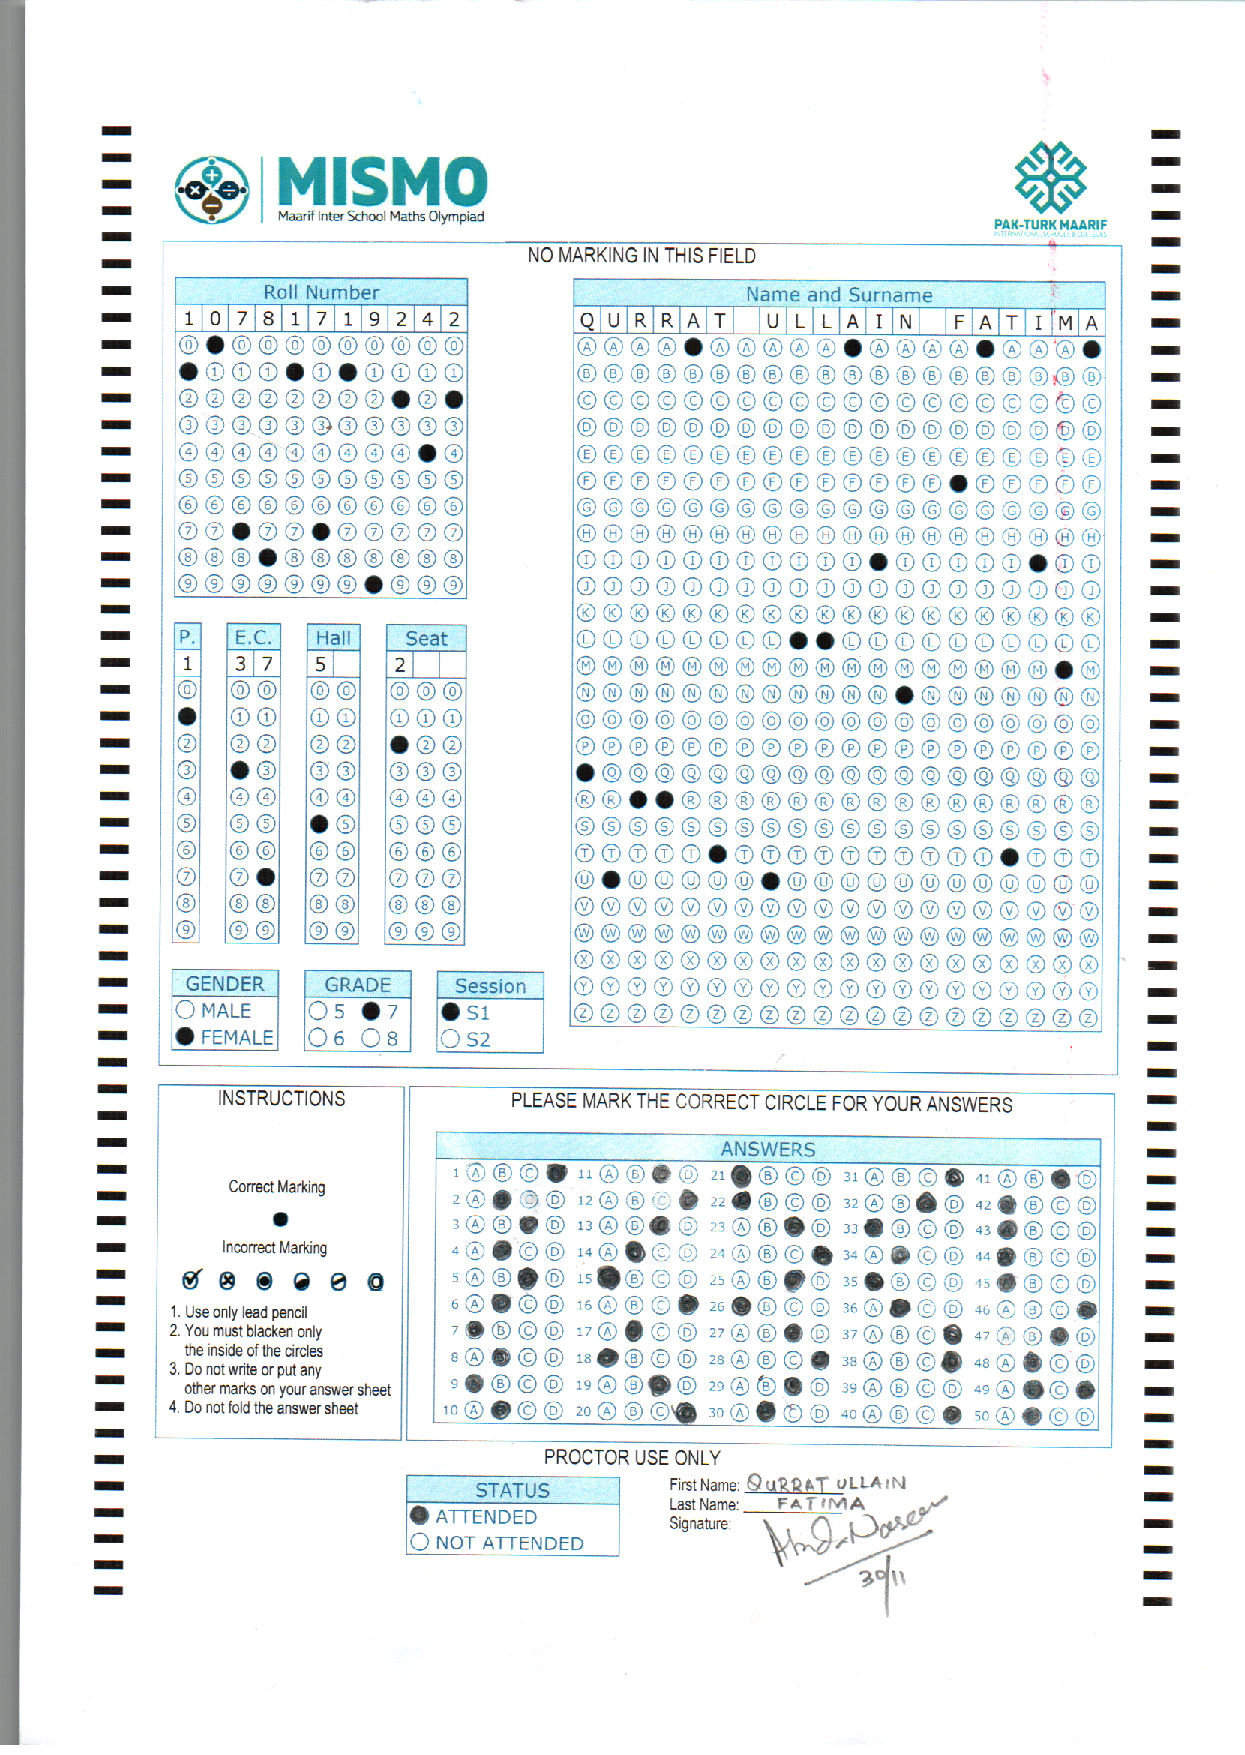 MISMO
Maarif Inter School Maths Olympiad
PAK-TURK MAARIF
INTERNATIONAL SCHOOLS & COLLEGES
NO MARKING IN THIS FIELD
Roll Number
1 0 7 8 1 7 1 9 2 4 2
Name and Surname
Q U R R A T U L L A I N F A T I M A
P.
1
E.C.
3 7
Hall
5
Seat
2
GENDER
MALE
FEMALE
GRADE
5 7
6 8
Session
S1
S2
INSTRUCTIONS
Correct Marking
Incorrect Marking
1. Use only lead pencil
2. You must blacken only
the inside of the circles
3. Do not write or put any
other marks on your answer sheet
4. Do not fold the answer sheet
PLEASE MARK THE CORRECT CIRCLE FOR YOUR ANSWERS
ANSWERS
PROCTOR USE ONLY
STATUS
ATTENDED
NOT ATTENDED
First Name: QURRAT ULLAIN
Last Name: FATIMA
Signature:
30/11